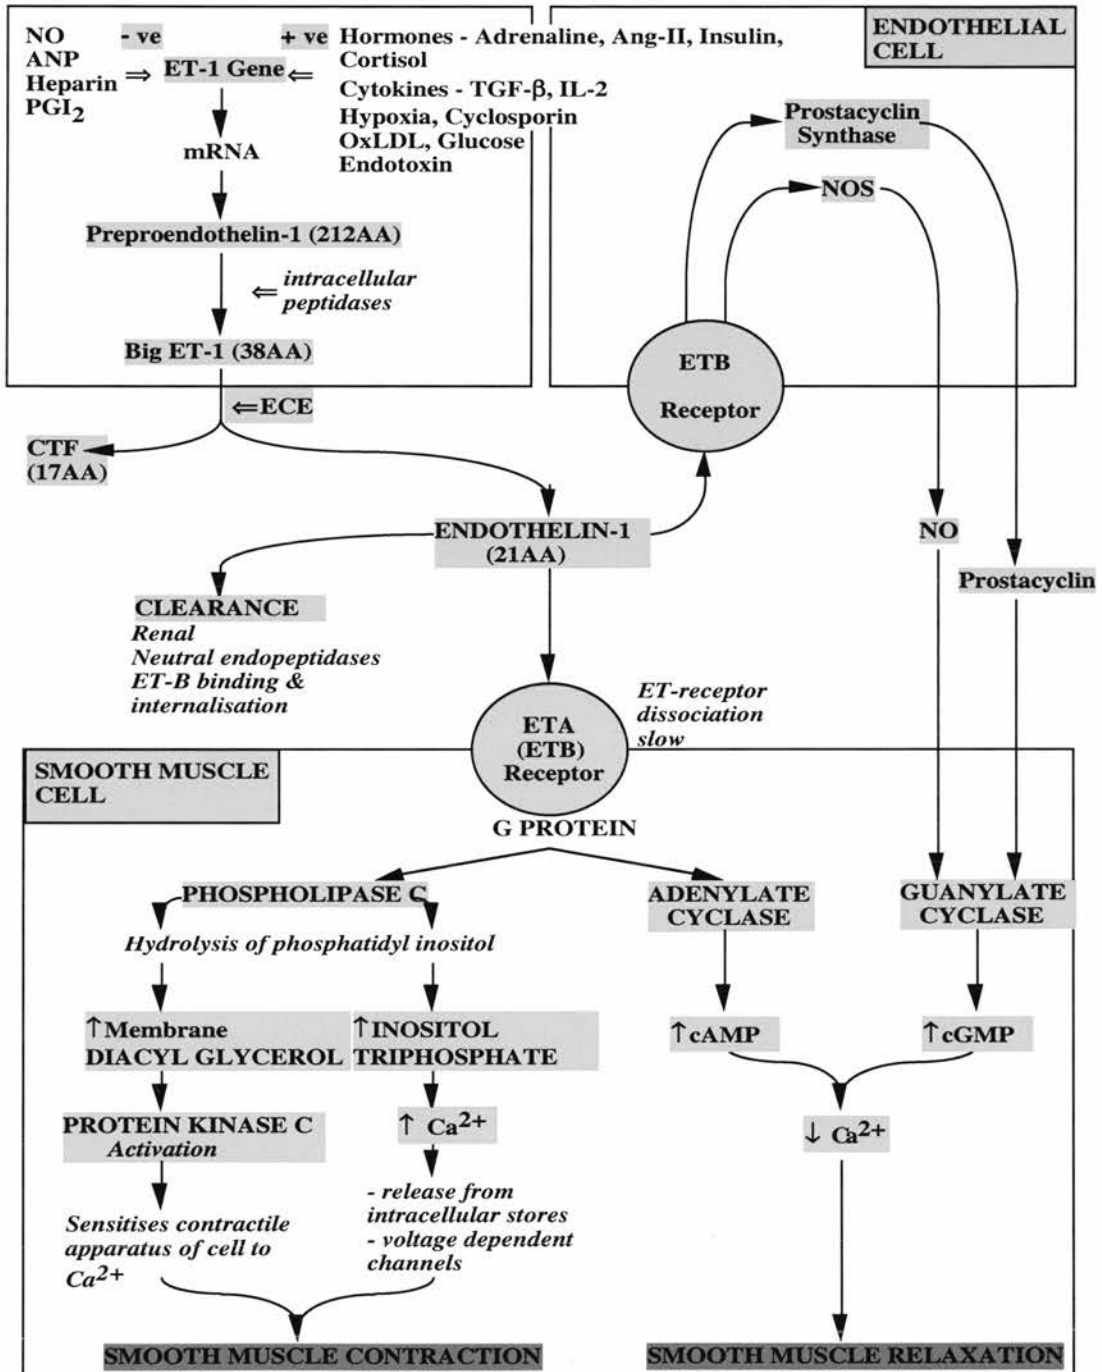 NO
ANP
Heparin
PGI2
- ve
+ ve
⇒ ET-1 Gene ⇐
Hormones - Adrenaline, Ang-II, Insulin,
Cortisol
Cytokines - TGF-β, IL-2
Hypoxia, Cyclosporin
OxLDL, Glucose
Endotoxin
mRNA
Preproendothelin-1 (212AA)
⇐ intracellular
peptidases
Big ET-1 (38AA)
⇐ECE
CTF
(17AA)
ENDOTHELIAL
CELL
Prostacyclin
Synthase
NOS
ETB
Receptor
ENDOTHELIN-1
(21AA)
NO
Prostacyclin
CLEARANCE
Renal
Neutral endopeptidases
ET-B binding &
internalisation
ETA
(ETB)
Receptor
ET-receptor
dissociation
slow
SMOOTH MUSCLE
CELL
G PROTEIN
PHOSPHOLIPASE C
Hydrolysis of phosphatidyl inositol
ADENYLATE
CYCLASE
GUANYLATE
CYCLASE
↑Membrane
DIACYL GLYCEROL
↑INOSITOL
TRIPHOSPHATE
↑cAMP
↑cGMP
PROTEIN KINASE C
Activation
↑ Ca2+
↓ Ca2+
Sensitises contractile
apparatus of cell to
Ca2+
- release from
intracellular stores
- voltage dependent
channels
SMOOTH MUSCLE CONTRACTION
SMOOTH MUSCLE RELAXATION